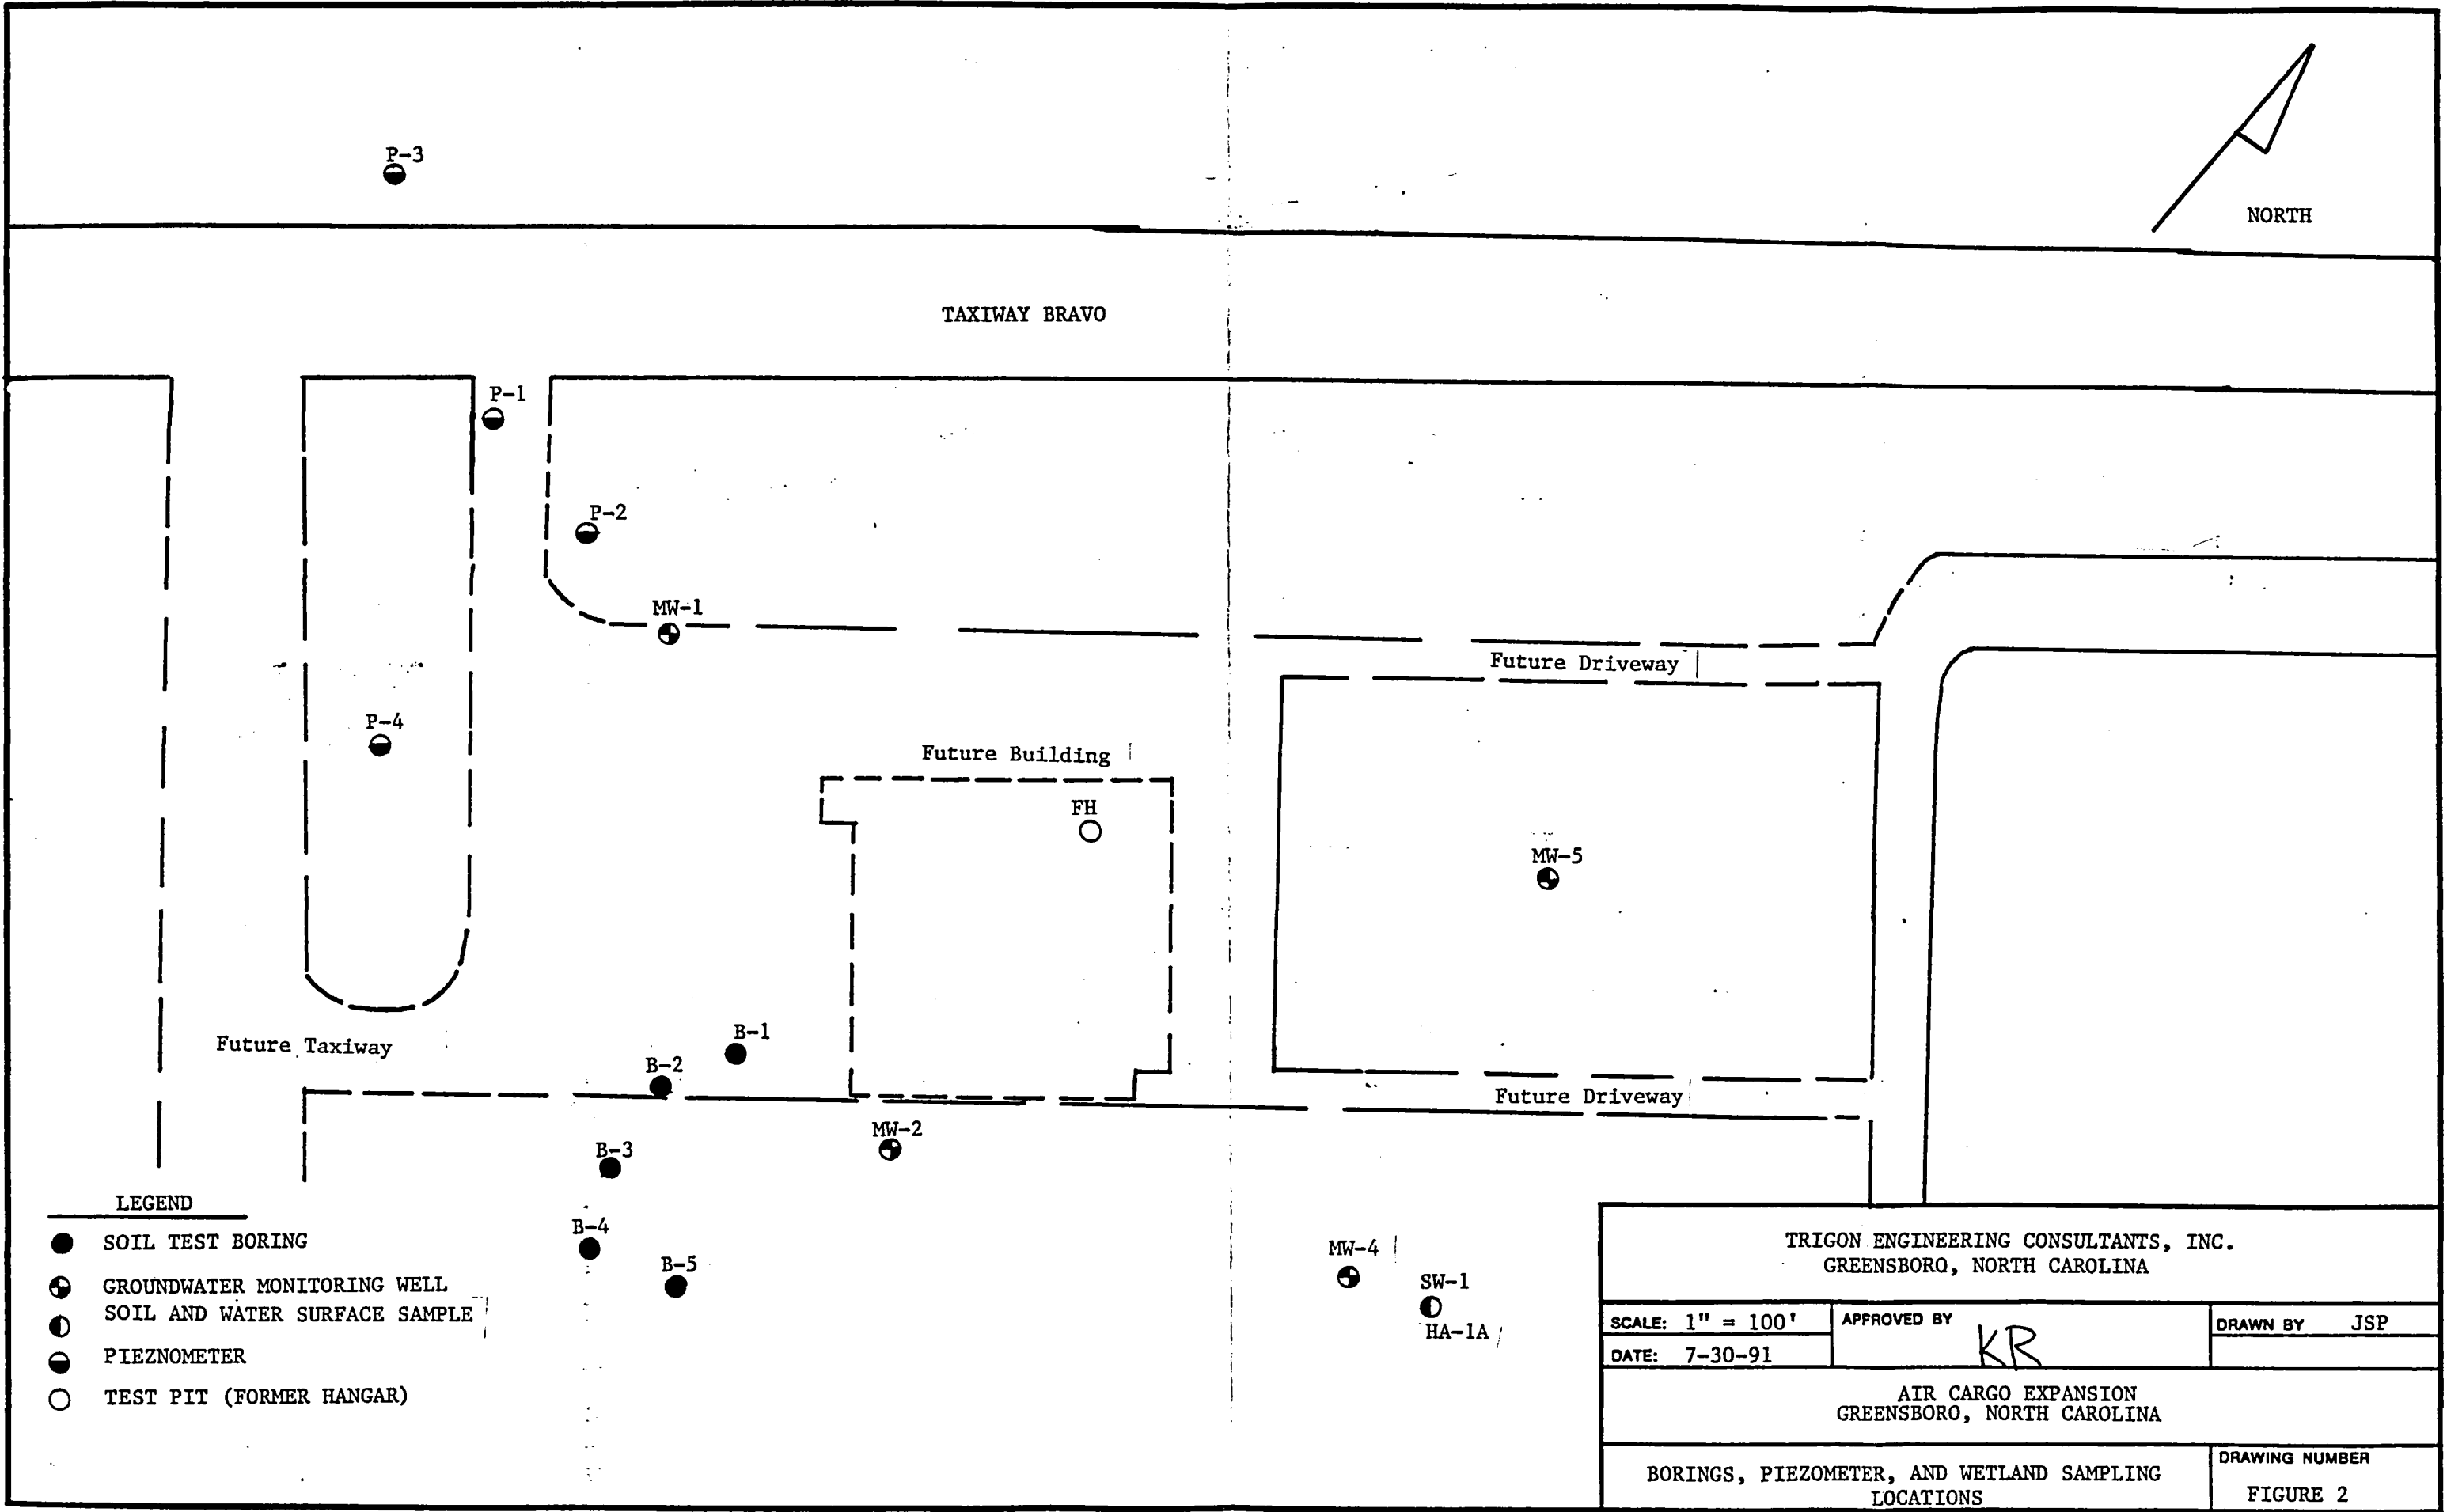 P-3
NORTH
TAXIWAY BRAVO
P-1
P-2
MW-1
Future Driveway
P-4
Future Building
FH
MW-5
Future Taxiway
B-1
B-2
Future Driveway
MW-2
B-3
B-4
B-5
MW-4
SW-1
HA-1A
LEGEND
SOIL TEST BORING
GROUNDWATER MONITORING WELL
SOIL AND WATER SURFACE SAMPLE
PIEZNOMETER
TEST PIT (FORMER HANGAR)
TRIGON ENGINEERING CONSULTANTS, INC.
GREENSBORO, NORTH CAROLINA
SCALE: 1" = 100'
APPROVED BY KR
DRAWN BY JSP
DATE: 7-30-91
AIR CARGO EXPANSION
GREENSBORO, NORTH CAROLINA
BORINGS, PIEZOMETER, AND WETLAND SAMPLING
LOCATIONS
DRAWING NUMBER
FIGURE 2